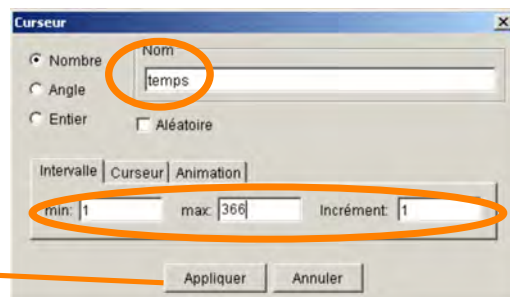 Curseur
Nombre
Nom
temps
Angle
Entier
Aléatoire
Intervalle Curseur Animation
min: 1 max: 366 Incrément: 1
Appliquer Annuler